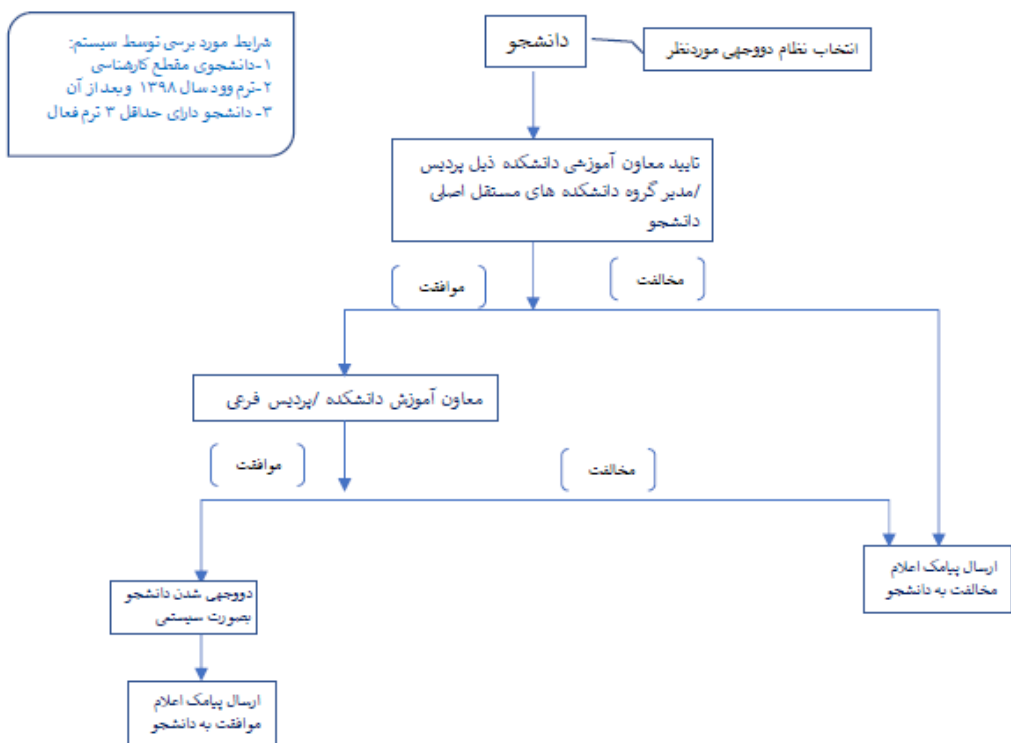 شرایط مورد برسی توسط سیستم:
۱-دانشجوی مقطع کارشناسی
۲-ترم وود سال ۱۳۹۸ و بعد از آن
۳- دانشجو دارای حداقل ۳ ترم فعال
دانشجو
انتخاب نظام دووجهی موردنظر
تایید معاون آموزشی دانشکده ذیل پردیس
/مدیر گروه دانشکده های مستقل اصلی
دانشجو
مخالفت
موافقت
معاون آموزش دانشکده /پردیس فرعی
مخالفت
موافقت
ارسال پیامک اعلام
مخالفت به دانشجو
دووجهی شدن دانشجو
بصورت سیستمی
ارسال پیامک اعلام
موافقت به دانشجو